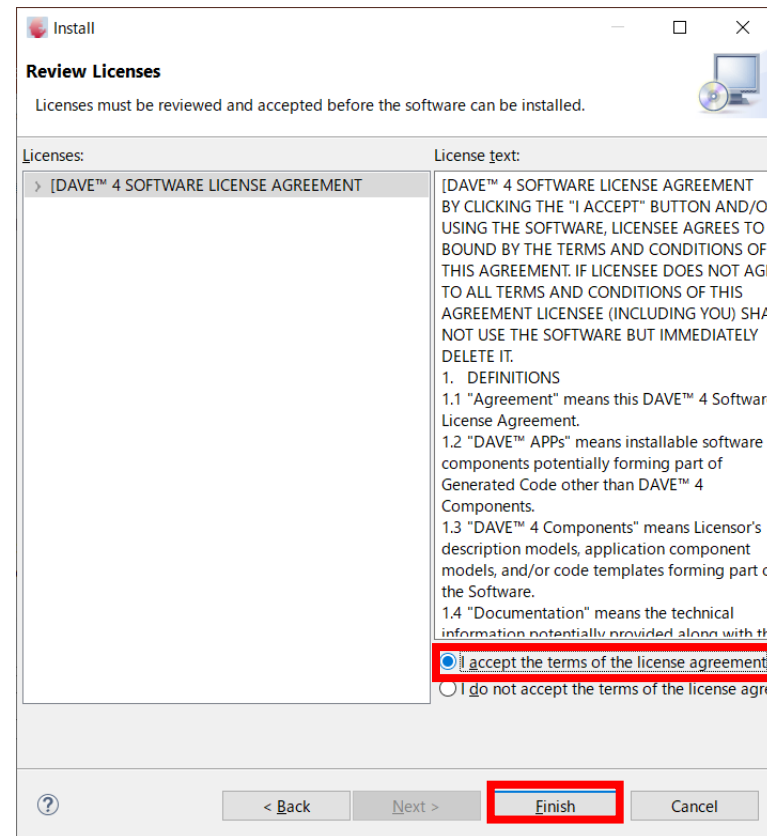 Install
Review Licenses
Licenses must be reviewed and accepted before the software can be installed.
Licenses:
[DAVE™ 4 SOFTWARE LICENSE AGREEMENT
License text:
[DAVE™ 4 SOFTWARE LICENSE AGREEMENT
BY CLICKING THE "I ACCEPT" BUTTON AND/O
USING THE SOFTWARE, LICENSEE AGREES TO
BOUND BY THE TERMS AND CONDITIONS OF
THIS AGREEMENT. IF LICENSEE DOES NOT AG
TO ALL TERMS AND CONDITIONS OF THIS
AGREEMENT LICENSEE (INCLUDING YOU) SHA
NOT USE THE SOFTWARE BUT IMMEDIATELY
DELETE IT.
1. DEFINITIONS
1.1 "Agreement" means this DAVE™ 4 Softwar
License Agreement.
1.2 "DAVE™ APPs" means installable software
components potentially forming part of
Generated Code other than DAVE™ 4
Components.
1.3 "DAVE™ 4 Components" means Licensor's
description models, application component
models, and/or code templates forming part
the Software.
1.4 "Documentation" means the technical
information potentially provided along with th
I accept the terms of the license agreement
I do not accept the terms of the license agr
< Back
Next >
Finish
Cancel